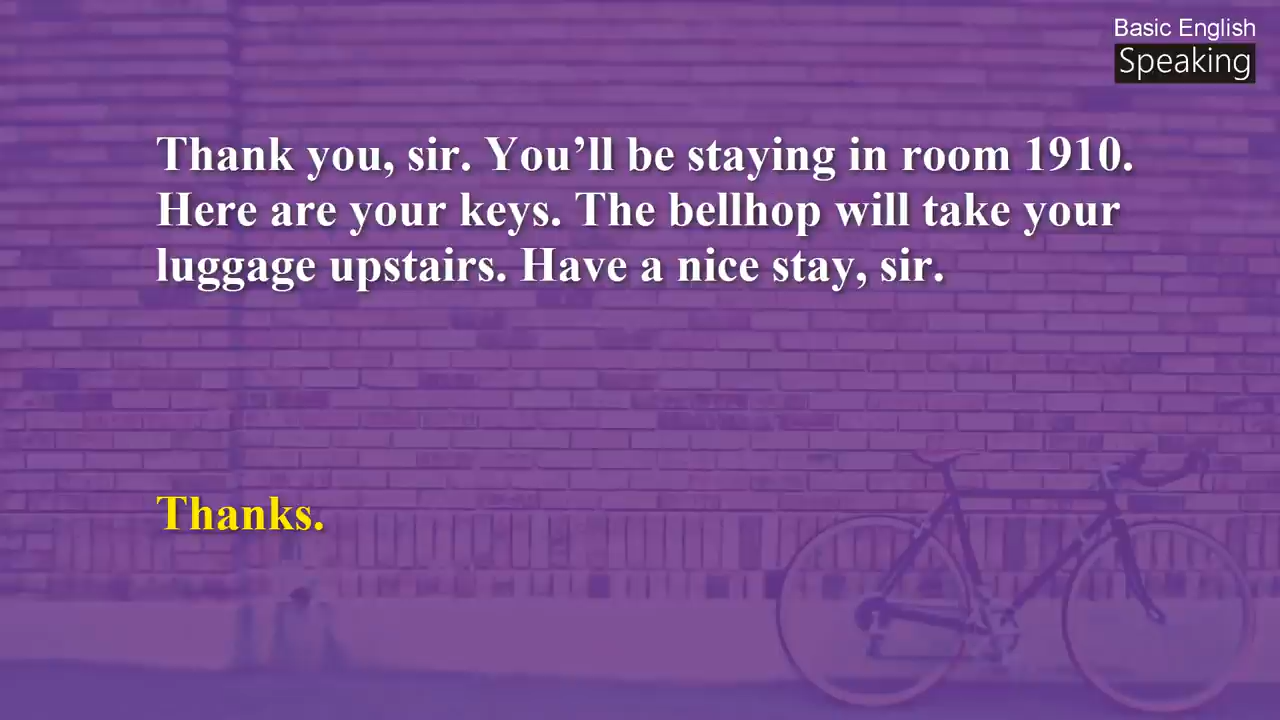 Basic English
Speaking
Thank you, sir. You’ll be staying in room 1910.
Here are your keys. The bellhop will take your
luggage upstairs. Have a nice stay, sir.
Thanks.